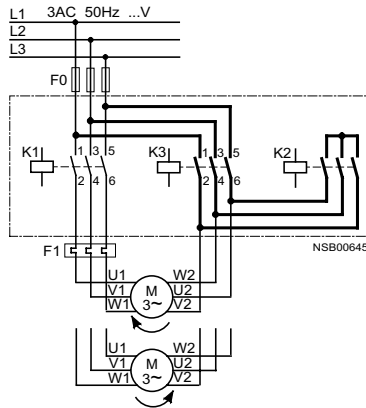 L1 3AC 50Hz ...V
L2
L3
F0
K1 1 3 5 K3 1 3 5 K2
2 4 6 2 4 6
NSB00645
F1
U1 W2
V1 M U2
W1 3~ V2
U1 W2
V1 M U2
W1 3~ V2